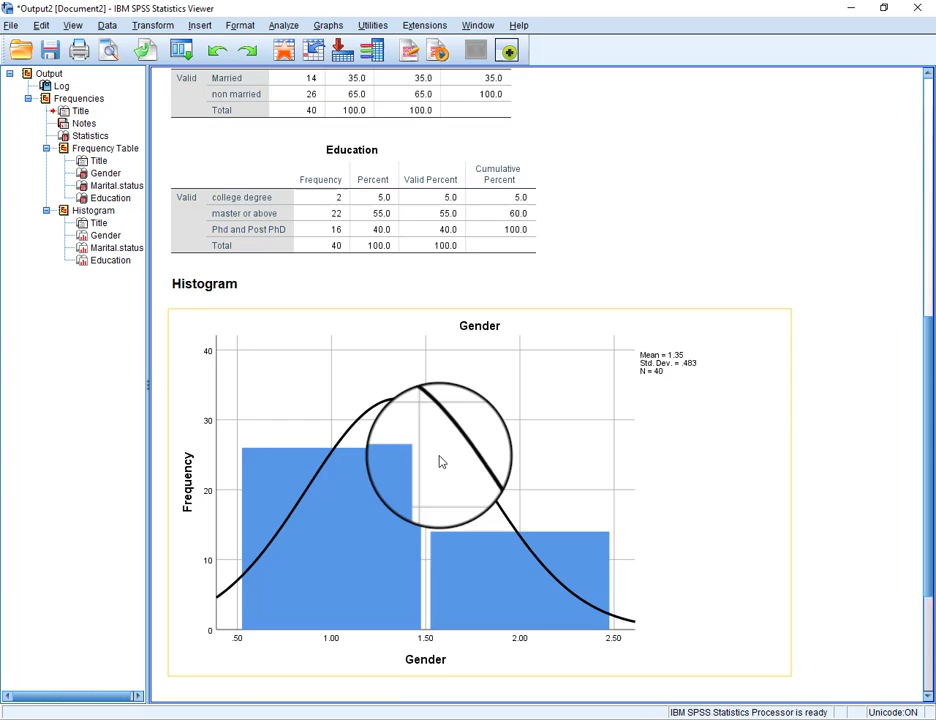 *Output2 [Document2] - IBM SPSS Statistics Viewer
File Edit View Data Transform Insert Format Analyze Graphs Utilities Extensions Window Help
Output
Log
Frequencies
Title
Notes
Statistics
Frequency Table
Title
Gender
Marital.status
Education
Histogram
Title
Gender
Marital.status
Education
Valid Married 14 35.0 35.0 35.0
non married 26 65.0 65.0 100.0
Total 40 100.0 100.0
Education
Frequency Percent Valid Percent Cumulative Percent
Valid college degree 2 5.0 5.0 5.0
master or above 22 55.0 55.0 60.0
Phd and Post PhD 16 40.0 40.0 100.0
Total 40 100.0 100.0
Histogram
Gender
Mean = 1.35
Std. Dev. = .483
N = 40
Frequency
40
30
20
10
0
.50 1.00 1.50 2.00 2.50
Gender
IBM SPSS Statistics Processor is ready Unicode:ON